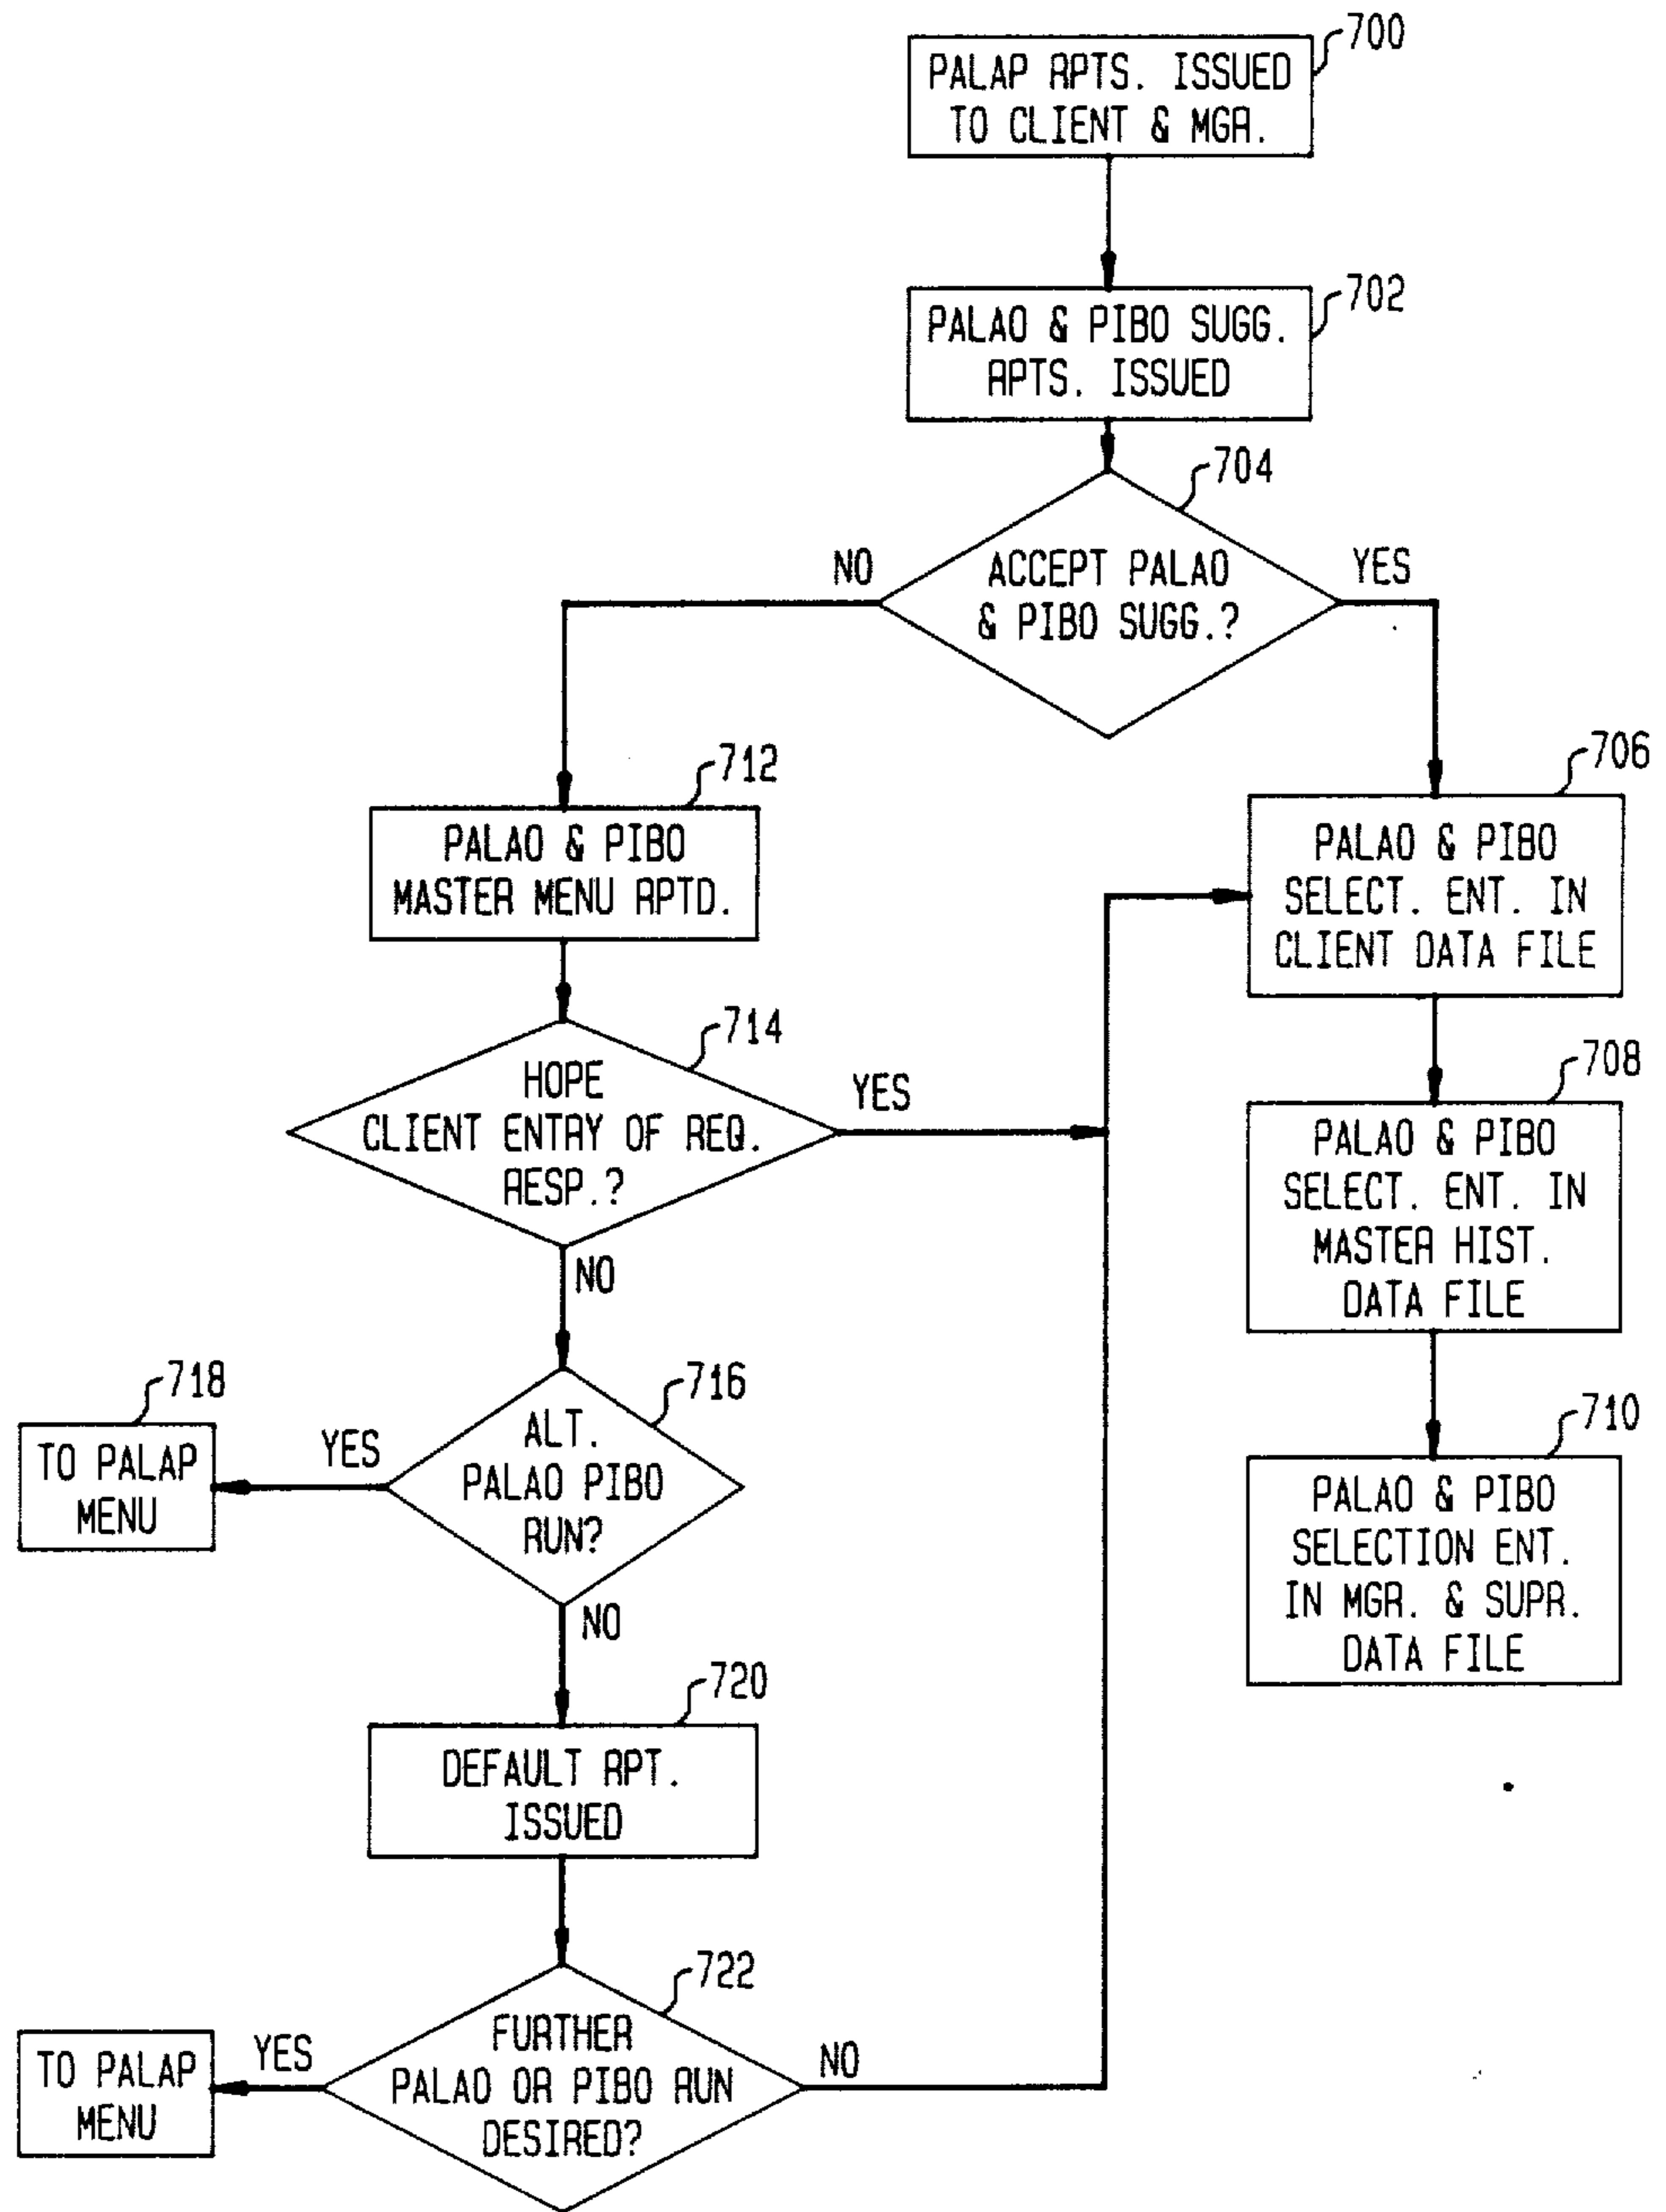 700
PALAP RPTS. ISSUED
TO CLIENT & MGR.
702
PALAO & PIBO SUGG.
RPTS. ISSUED
704
ACCEPT PALAO
& PIBO SUGG.?
NO
YES
712
PALAO & PIBO
MASTER MENU RPTD.
706
PALAO & PIBO
SELECT. ENT. IN
CLIENT DATA FILE
714
HOPE
CLIENT ENTRY OF REQ.
RESP.?
YES
NO
708
PALAO & PIBO
SELECT. ENT. IN
MASTER HIST.
DATA FILE
716
ALT.
PALAO PIBO
RUN?
YES
NO
718
TO PALAP
MENU
710
PALAO & PIBO
SELECTION ENT.
IN MGR. & SUPR.
DATA FILE
720
DEFAULT RPT.
ISSUED
722
FURTHER
PALAO OR PIBO RUN
DESIRED?
YES
NO
TO PALAP
MENU